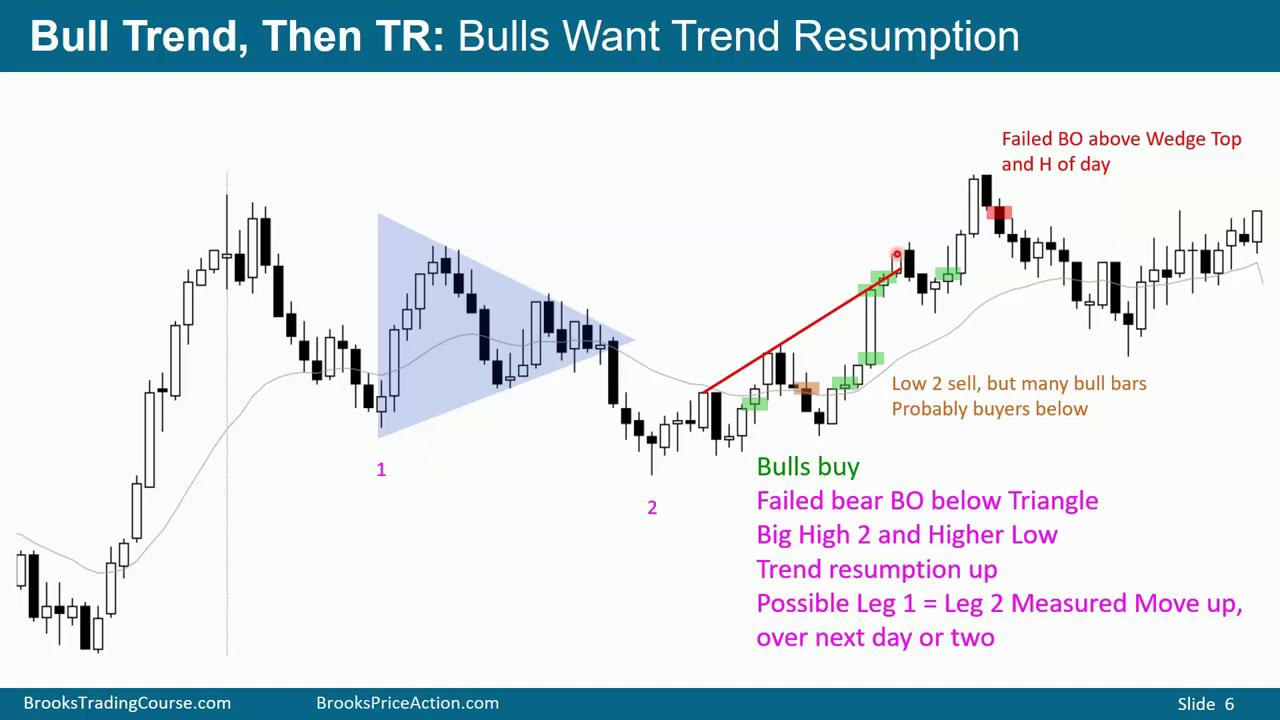 Bull Trend, Then TR: Bulls Want Trend Resumption
Failed BO above Wedge Top
and H of day
Low 2 sell, but many bull bars
Probably buyers below
1
2
Bulls buy
Failed bear BO below Triangle
Big High 2 and Higher Low
Trend resumption up
Possible Leg 1 = Leg 2 Measured Move up,
over next day or two
BrooksTradingCourse.com
BrooksPriceAction.com
Slide 6